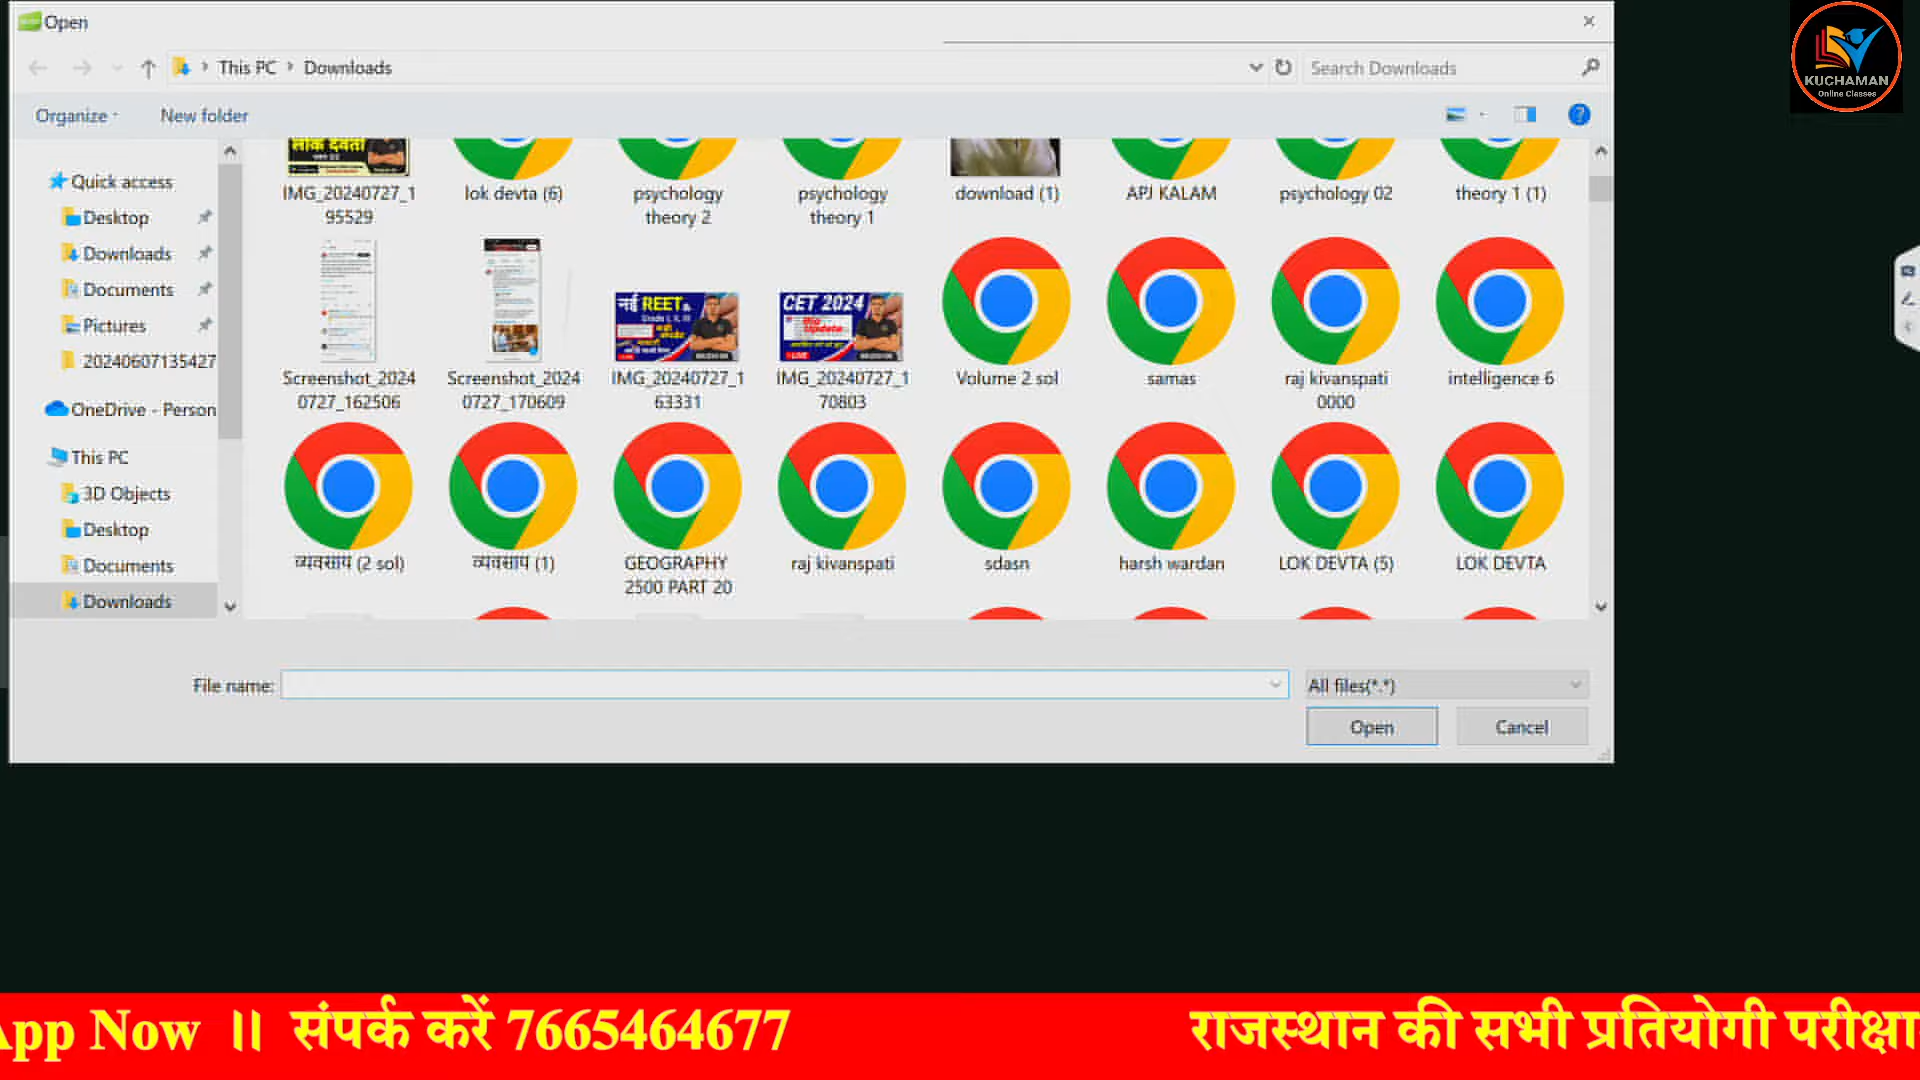 Open
KUCHAMAN
Online Classes
This PC > Downloads
Search Downloads
Organize
New folder
लोक देवता
IMG_20240727_1
95529
lok devta (6)
psychology
theory 2
psychology
theory 1
download (1)
APJ KALAM
psychology 02
theory 1 (1)
Quick access
Desktop
Downloads
Documents
Pictures
20240607135427
OneDrive - Person
This PC
3D Objects
Desktop
Documents
Downloads
नई REET
CET 2024
LIVE
Screenshot_2024
0727_162506
Screenshot_2024
0727_170609
IMG_20240727_1
63331
IMG_20240727_1
70803
Volume 2 sol
samas
raj kivanspati
0000
intelligence 6
व्यवसाय (2 sol)
व्यवसाय (1)
GEOGRAPHY
2500 PART 20
raj kivanspati
sdasn
harsh wardan
LOK DEVTA (5)
LOK DEVTA
File name:
All files(*.*)
Open
Cancel
App Now ॥ संपर्क करें 7665464677
राजस्थान की सभी प्रतियोगी परीक्षा